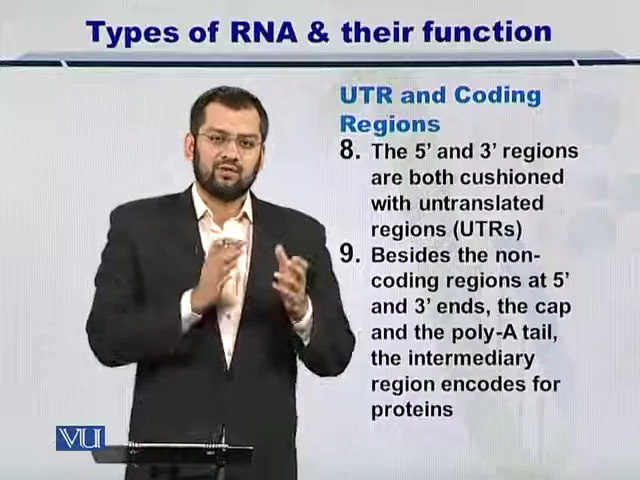 Types of RNA & their function
UTR and Coding
Regions
8. The 5’ and 3’ regions
are both cushioned
with untranslated
regions (UTRs)
9. Besides the non-
coding regions at 5’
and 3’ ends, the cap
and the poly-A tail,
the intermediary
region encodes for
proteins
VU